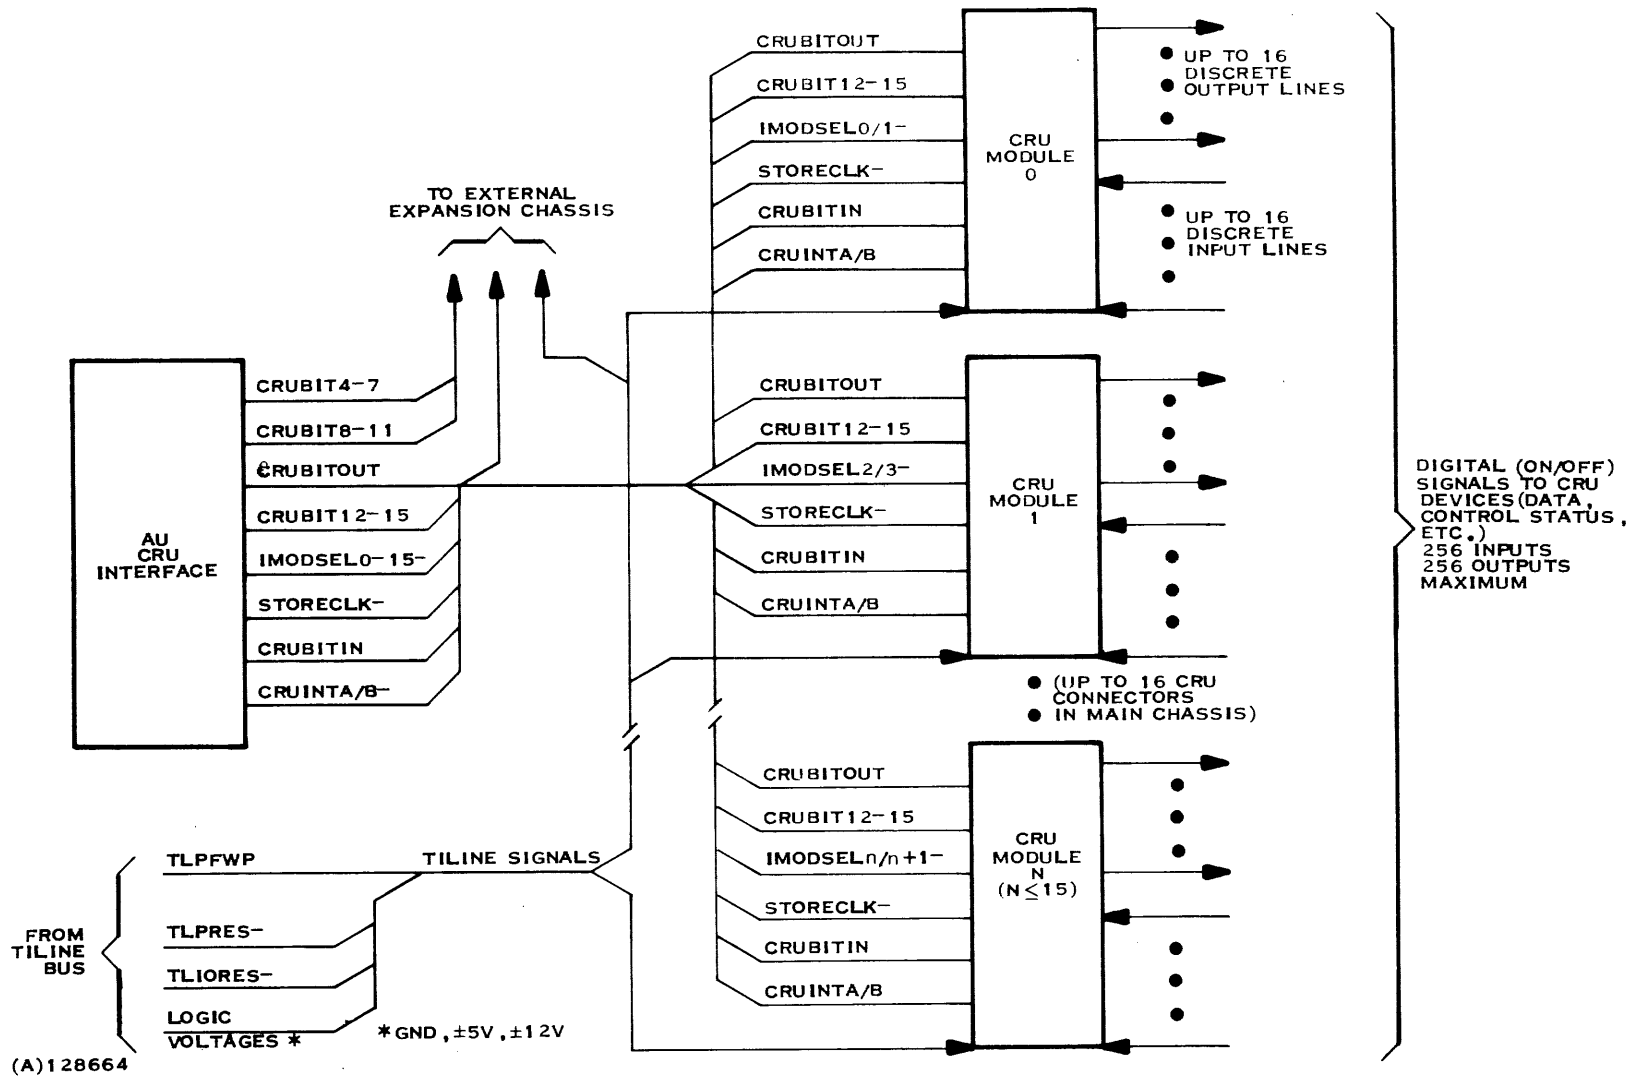 CRUBITOUT
CRUBIT12-15
IMODSEL0/1-
STORECLK-
CRUBITIN
CRUINTA/B
CRU
MODULE
0
UP TO 16
DISCRETE
OUTPUT LINES
UP TO 16
DISCRETE
INPUT LINES
TO EXTERNAL
EXPANSION CHASSIS
AU
CRU
INTERFACE
CRUBIT4-7
CRUBIT8-11
CRUBITOUT
CRUBIT12-15
IMODSEL0-15-
STORECLK-
CRUBITIN
CRUINTA/B-
CRUBITOUT
CRUBIT12-15
IMODSEL2/3-
STORECLK-
CRUBITIN
CRUINTA/B
CRU
MODULE
1
(UP TO 16 CRU
CONNECTORS
IN MAIN CHASSIS)
DIGITAL (ON/OFF)
SIGNALS TO CRU
DEVICES(DATA,
CONTROL STATUS,
ETC.)
256 INPUTS
256 OUTPUTS
MAXIMUM
CRUBITOUT
CRUBIT12-15
IMODSELn/n+1-
STORECLK-
CRUBITIN
CRUINTA/B
CRU
MODULE
N
(N≤15)
FROM
TILINE
BUS
TLPFWP
TLPRES-
TLIORES-
LOGIC
VOLTAGES *
TILINE SIGNALS
*GND,±5V,±12V
(A)128664